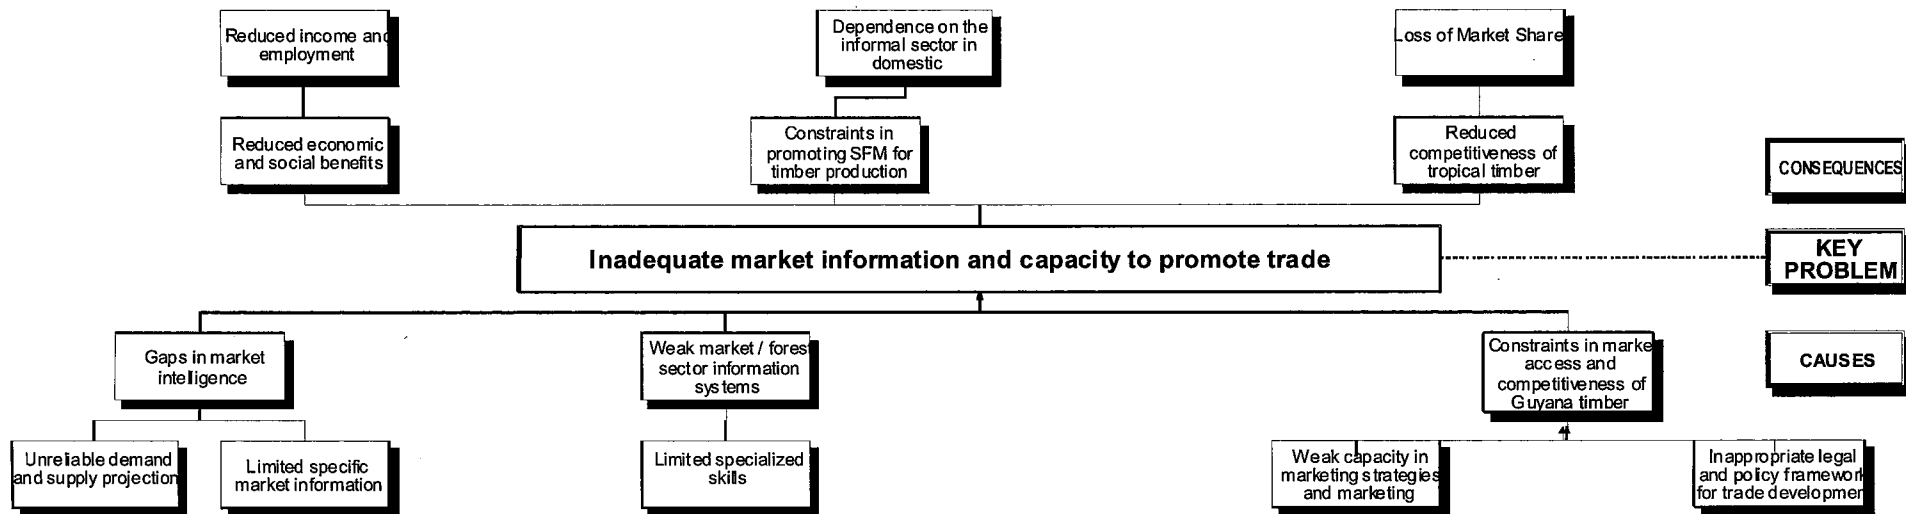 Reduced income and
employment
Dependence on the
informal sector in
domestic
Loss of Market Share
Reduced economic
and social benefits
Constraints in
promoting SFM for
timber production
Reduced
competitiveness of
tropical timber
CONSEQUENCES
Inadequate market information and capacity to promote trade
KEY
PROBLEM
Gaps in market
intelligence
Weak market / forest
sector information
systems
Constraints in marke
access and
competitiveness of
Guyana timber
CAUSES
Unreliable demand
and supply projection
Limited specific
market information
Limited specialized
skills
Weak capacity in
marketing strategies
and marketing
Inappropriate legal
and policy framework
for trade developmen